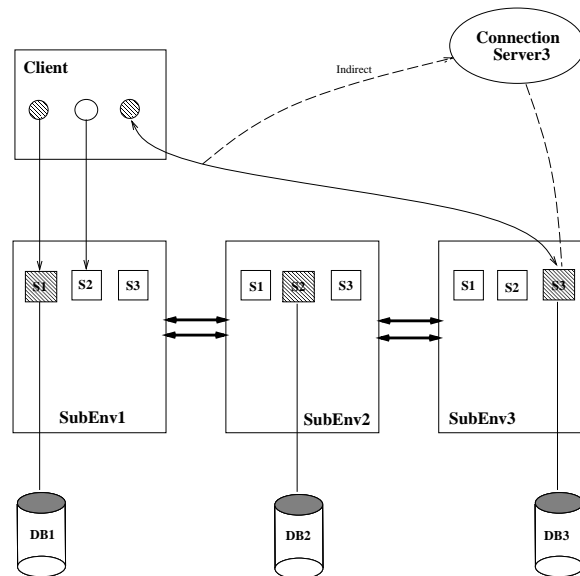 Connection
Server3
Client
Indirect
S1
S2
S3
S1
S2
S3
S1
S2
S3
SubEnv1
SubEnv2
SubEnv3
DB1
DB2
DB3